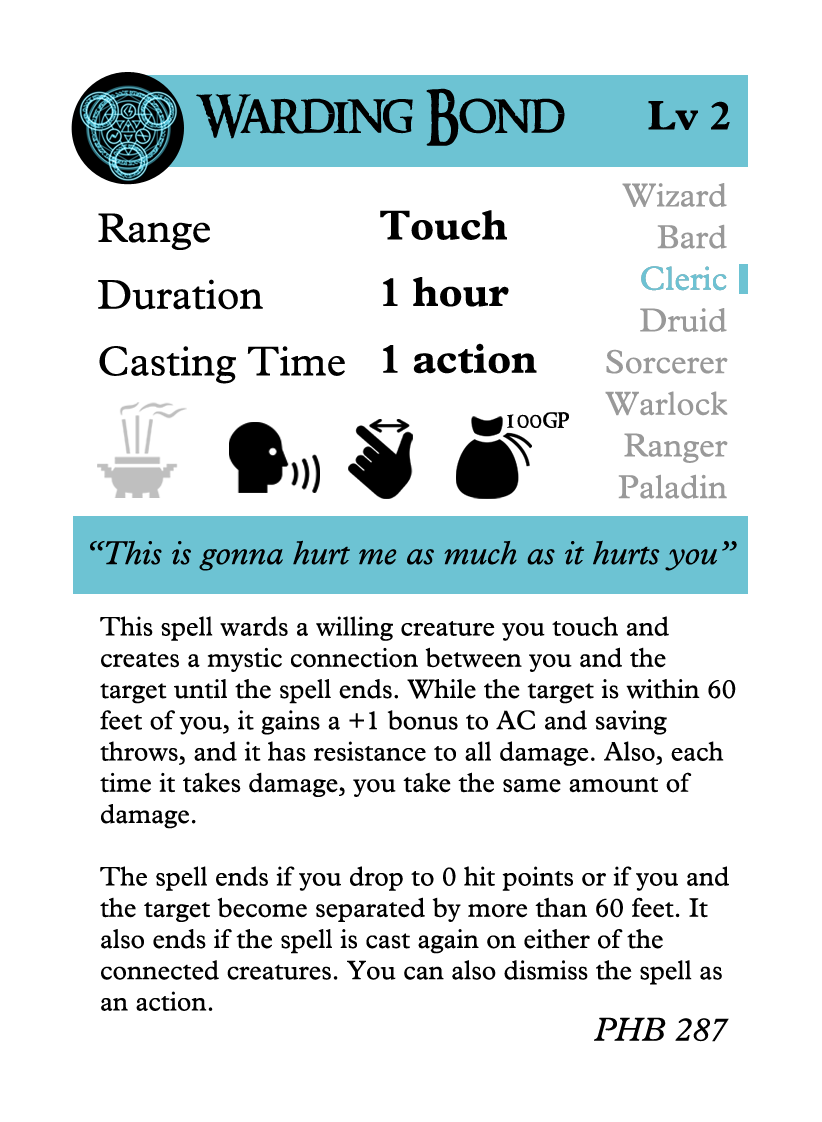 Warding Bond Lv 2
Range Touch
Duration 1 hour
Casting Time 1 action
Wizard
Bard
Cleric
Druid
Sorcerer
Warlock
Ranger
Paladin
100GP
“This is gonna hurt me as much as it hurts you”
This spell wards a willing creature you touch and
creates a mystic connection between you and the
target until the spell ends. While the target is within 60
feet of you, it gains a +1 bonus to AC and saving
throws, and it has resistance to all damage. Also, each
time it takes damage, you take the same amount of
damage.
The spell ends if you drop to 0 hit points or if you and
the target become separated by more than 60 feet. It
also ends if the spell is cast again on either of the
connected creatures. You can also dismiss the spell as
an action.
PHB 287